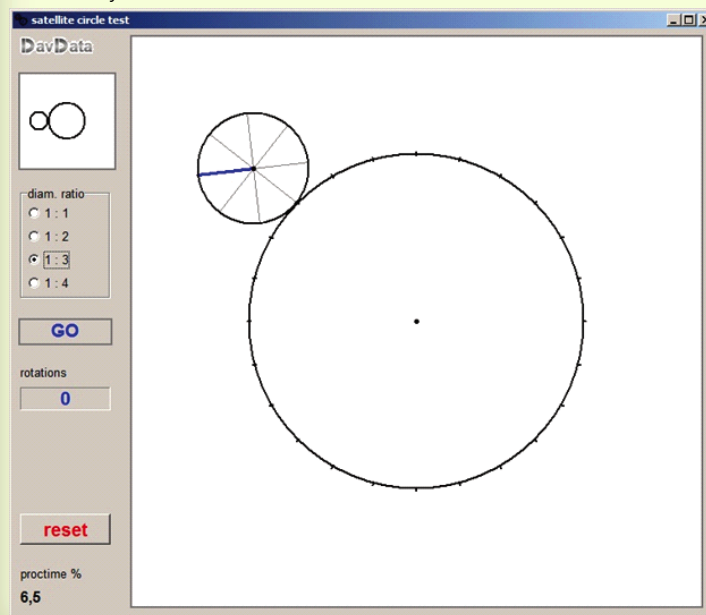 satellite circle test
DavData
diam. ratio
1 : 1
1 : 2
1 : 3
1 : 4
GO
rotations
0
reset
proctime %
6,5